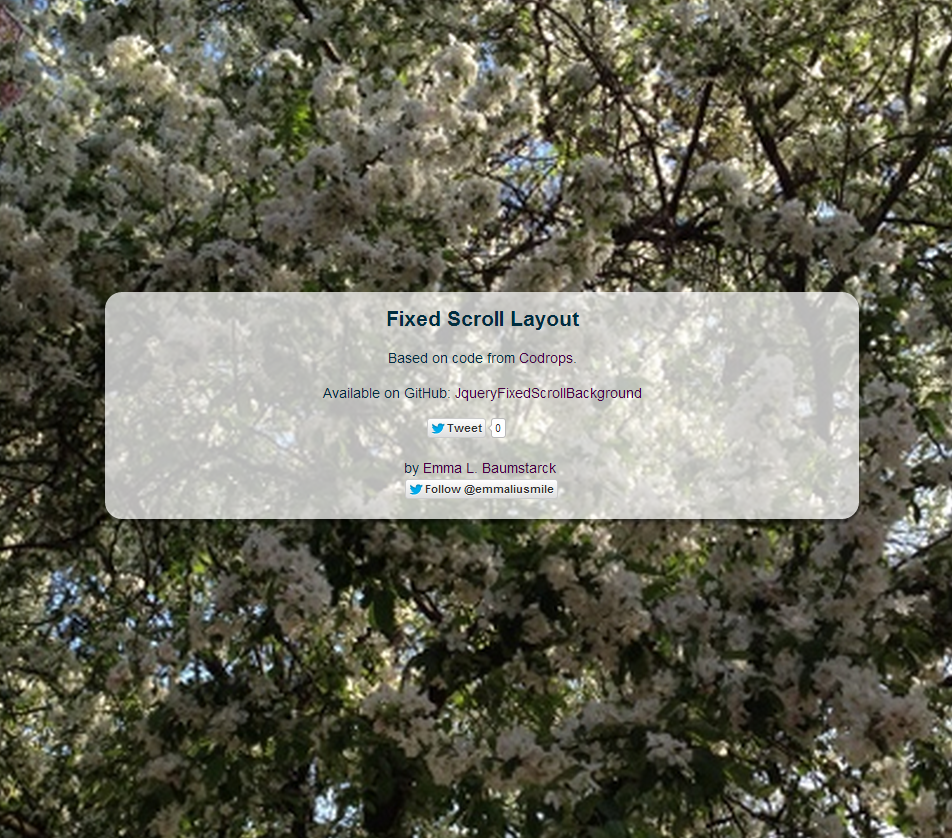 Fixed Scroll Layout
Based on code from Codrops.
Available on GitHub: JqueryFixedScrollBackground
Tweet 0
by Emma L. Baumstarck
Follow @emmaliusmile